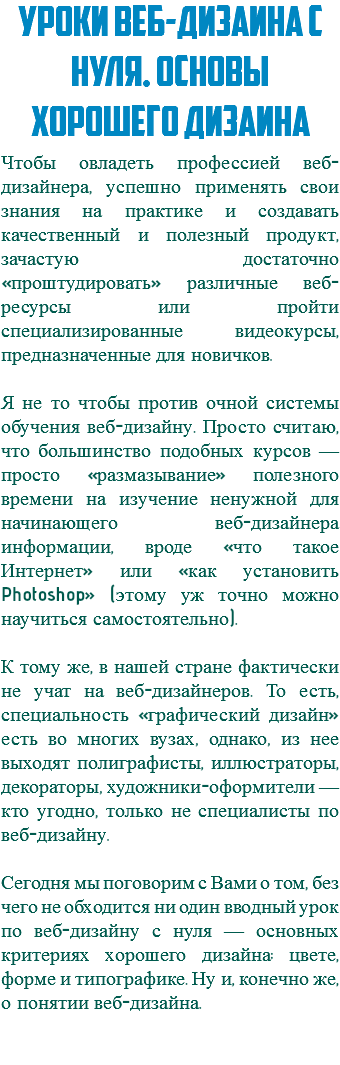 УРОКИ ВЕБ-ДИЗАИНА С
НУЛЯ. ОСНОВЫ
ХОРОШЕГО ДИЗАИНА
Чтобы овладеть профессией веб-
дизайнера, успешно применять свои
знания на практике и создавать
качественный и полезный продукт,
зачастую достаточно
«проштудировать» различные веб-
ресурсы или пройти
специализированные видеокурсы,
предназначенные для новичков.
Я не то чтобы против очной системы
обучения веб-дизайну. Просто считаю,
что большинство подобных курсов —
просто «размазывание» полезного
времени на изучение ненужной для
начинающего веб-дизайнера
информации, вроде «что такое
Интернет» или «как установить
Photoshop» (этому уж точно можно
научиться самостоятельно).
К тому же, в нашей стране фактически
не учат на веб-дизайнеров. То есть,
специальность «графический дизайн»
есть во многих вузах, однако, из нее
выходят полиграфисты, иллюстраторы,
декораторы, художники-оформители —
кто угодно, только не специалисты по
веб-дизайну.
Сегодня мы поговорим с Вами о том, без
чего не обходится ни один вводный урок
по веб-дизайну с нуля — основных
критериях хорошего дизайна: цвете,
форме и типографике. Ну и, конечно же,
о понятии веб-дизайна.